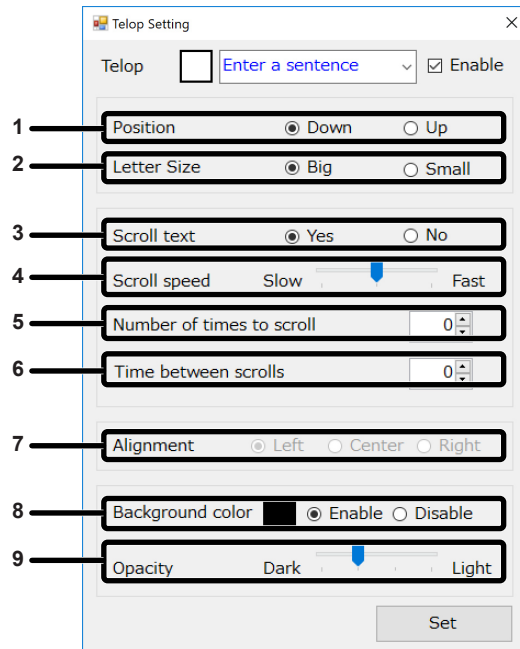 Telop Setting
Telop Enter a sentence Enable
1 Position Down Up
2 Letter Size Big Small
3 Scroll text Yes No
4 Scroll speed Slow Fast
5 Number of times to scroll 0
6 Time between scrolls 0
7 Alignment Left Center Right
8 Background color Enable Disable
9 Opacity Dark Light
Set